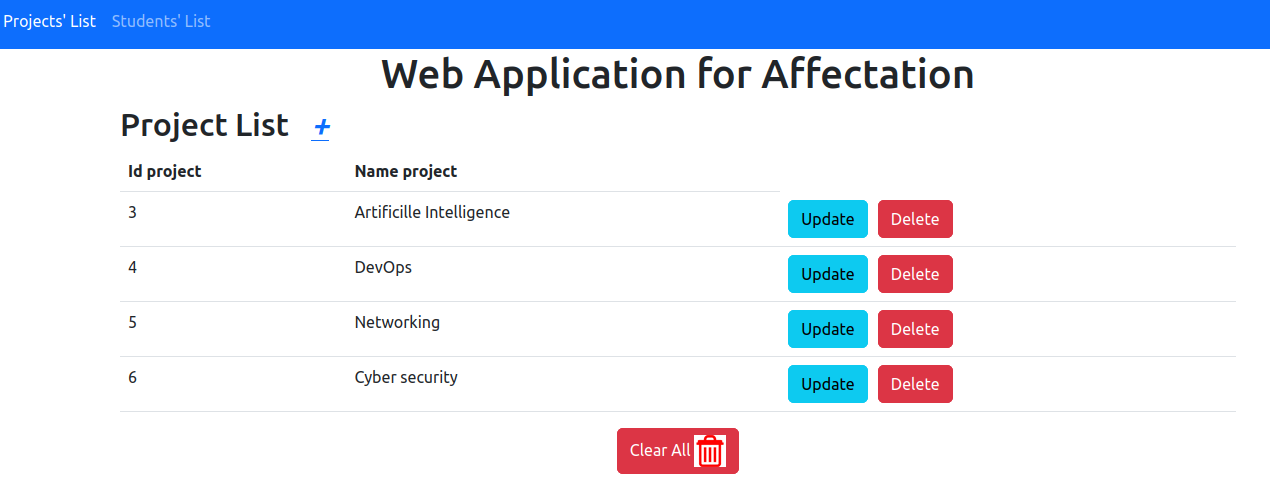 Projects' List Students' List
Web Application for Affectation
Project List +
Id project Name project
3 Artificille Intelligence Update Delete
4 DevOps Update Delete
5 Networking Update Delete
6 Cyber security Update Delete
Clear All